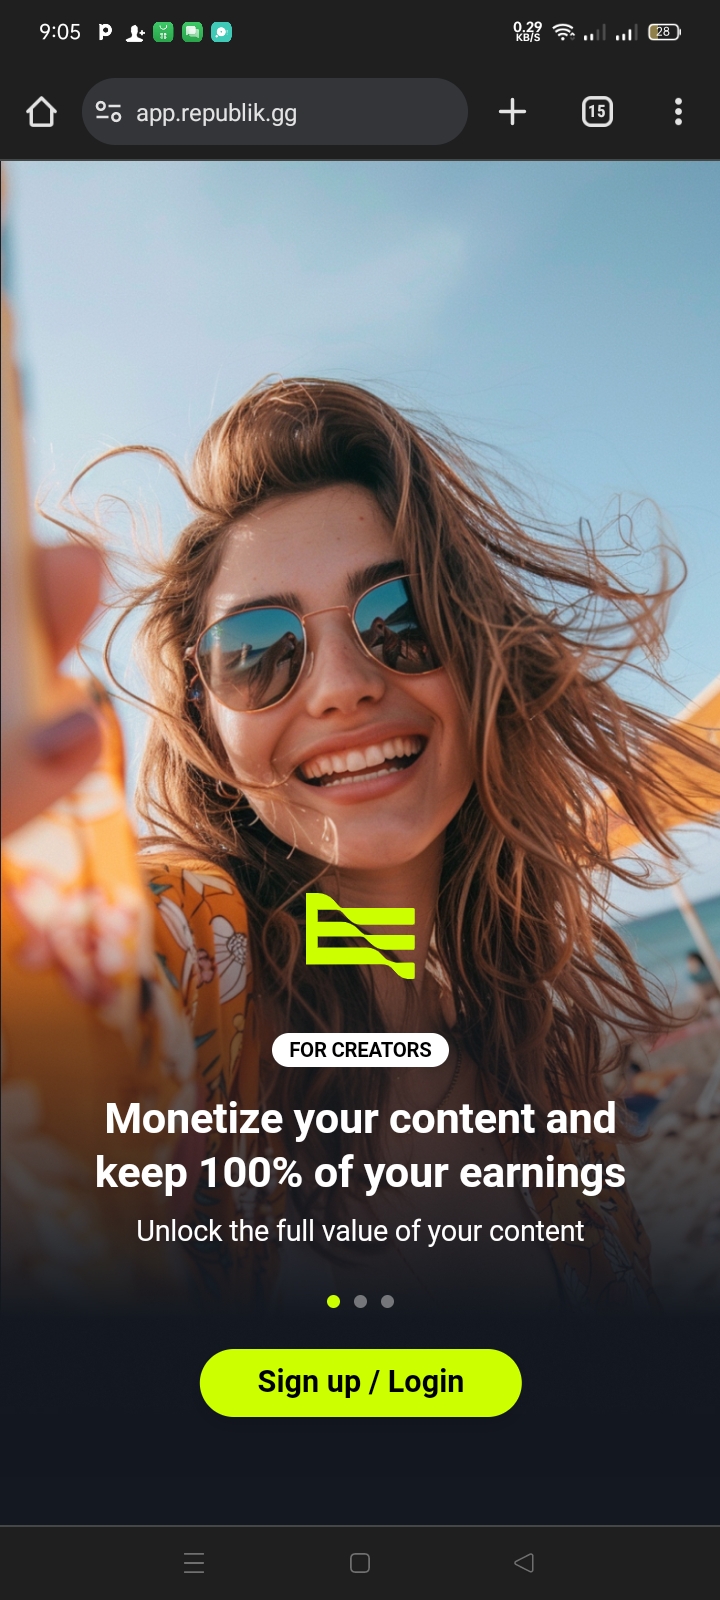 9:05
0.29
KB/S
28
app.republik.gg
15
FOR CREATORS
Monetize your content and
keep 100% of your earnings
Unlock the full value of your content
Sign up / Login